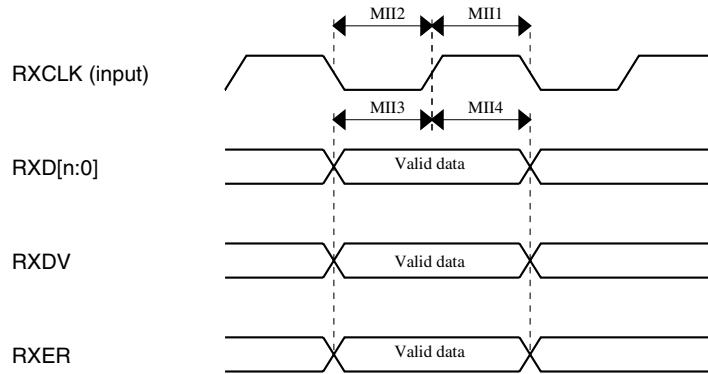 MII2 MII1
RXCLK (input)
MII3 MII4
RXD[n:0] Valid data
RXDV Valid data
RXER Valid data